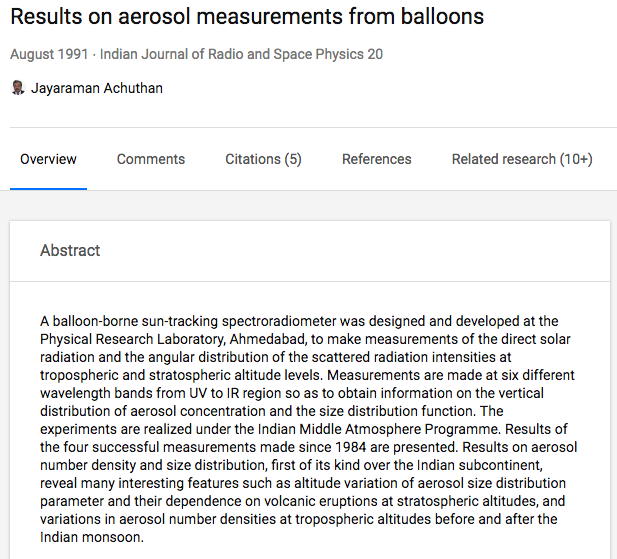 Results on aerosol measurements from balloons
August 1991 · Indian Journal of Radio and Space Physics 20
Jayaraman Achuthan
Overview Comments Citations (5) References Related research (10+)
Abstract
A balloon-borne sun-tracking spectroradiometer was designed and developed at the
Physical Research Laboratory, Ahmedabad, to make measurements of the direct solar
radiation and the angular distribution of the scattered radiation intensities at
tropospheric and stratospheric altitude levels. Measurements are made at six different
wavelength bands from UV to IR region so as to obtain information on the vertical
distribution of aerosol concentration and the size distribution function. The
experiments are realized under the Indian Middle Atmosphere Programme. Results of
the four successful measurements made since 1984 are presented. Results on aerosol
number density and size distribution, first of its kind over the Indian subcontinent,
reveal many interesting features such as altitude variation of aerosol size distribution
parameter and their dependence on volcanic eruptions at stratospheric altitudes, and
variations in aerosol number densities at tropospheric altitudes before and after the
Indian monsoon.